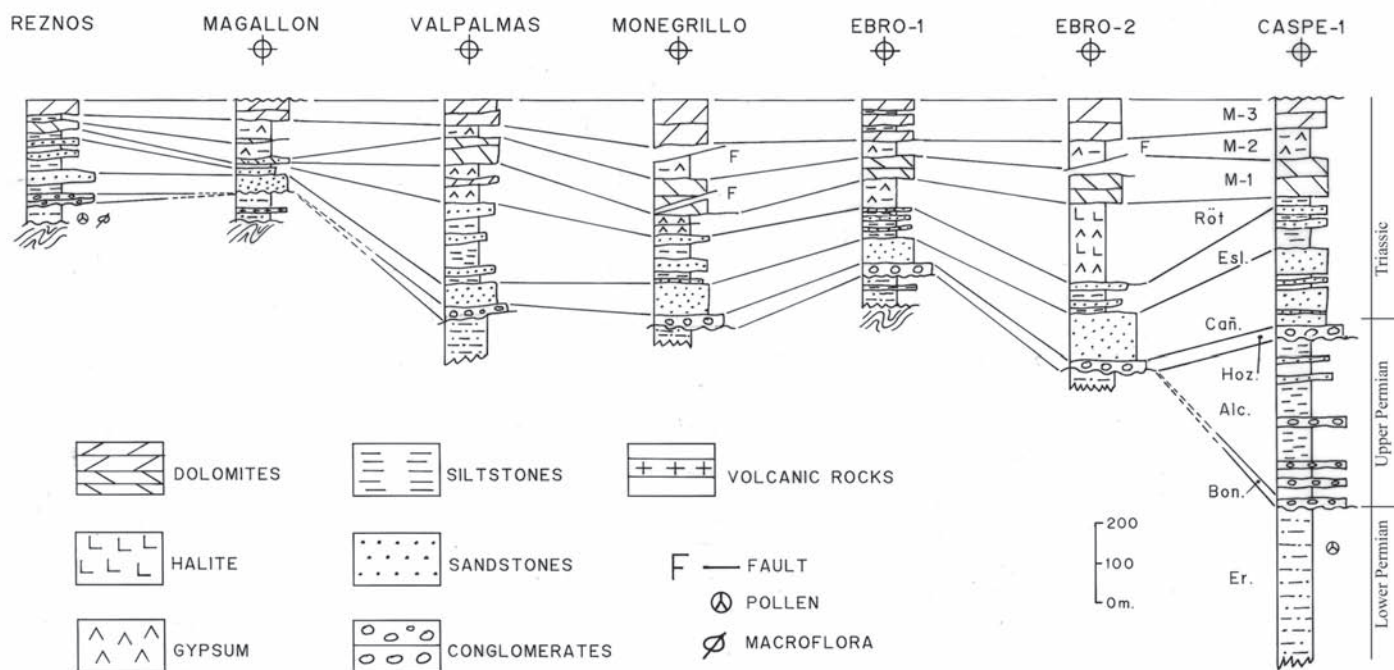 REZNOS MAGALLON VALPALMAS MONEGRILLO EBRO-1 EBRO-2 CASPE-1
M-3
F M-2
F
F M-1
Röt
Esl.
Cañ.
Hoz.
Alc.
Bon.
Er.
Triassic
Upper Permian
Lower Permian
DOLOMITES SILTSTONES VOLCANIC ROCKS
HALITE SANDSTONES F FAULT
POLLEN
GYPSUM CONGLOMERATES MACROFLORA
200
100
0m.